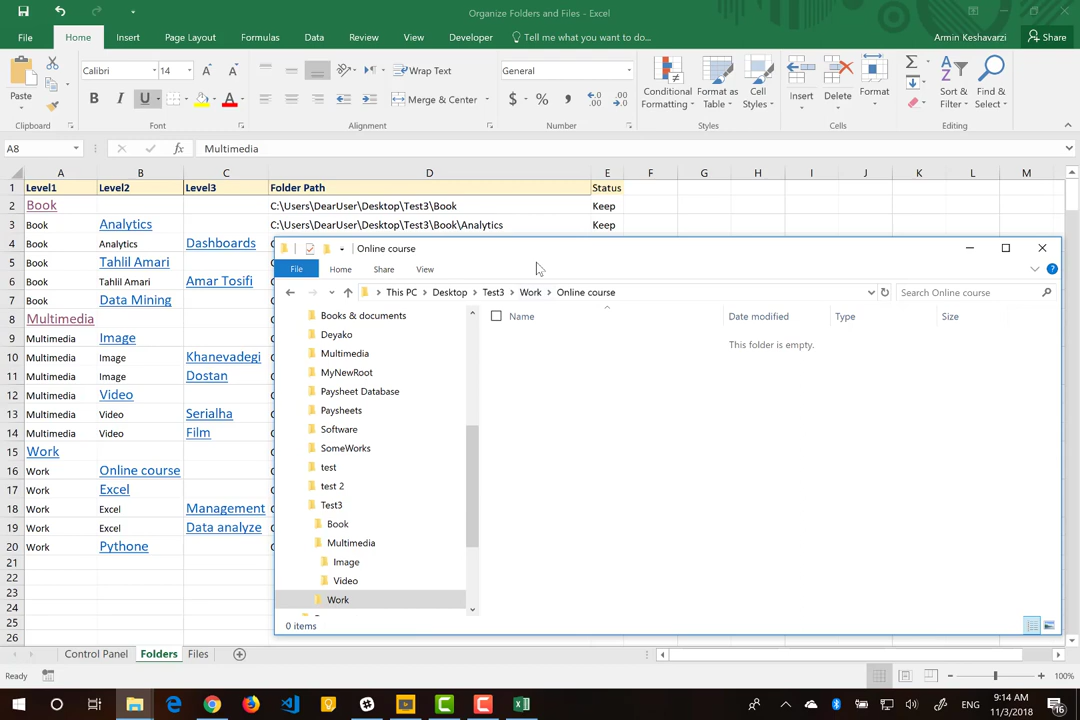 Organize Folders and Files - Excel
File Home Insert Page Layout Formulas Data Review View Developer Tell me what you want to do... Armin Keshavarzi Share
Paste Calibri 14 Wrap Text General Conditional Formatting Format as Table Cell Styles Insert Delete Format Sort & Filter Find & Select
B I U A Merge & Center $ % ,
Clipboard Font Alignment Number Styles Cells Editing
A8 fx Multimedia
A B C D E F G H I J K L M
1 Level1 Level2 Level3 Folder Path Status
2 Book C:\Users\DearUser\Desktop\Test3\Book Keep
3 Book Analytics C:\Users\DearUser\Desktop\Test3\Book\Analytics Keep
4 Book Analytics Dashboards
5 Book Tahlil Amari
6 Book Tahlil Amari Amar Tosifi
7 Book Data Mining
8 Multimedia
9 Multimedia Image
10 Multimedia Image Khanevadegi
11 Multimedia Image Dostan
12 Multimedia Video
13 Multimedia Video Serialha
14 Multimedia Video Film
15 Work
16 Work Online course
17 Work Excel
18 Work Excel Management
19 Work Excel Data analyze
20 Work Pythone
21
22
23
24
25
26
Online course
File Home Share View
This PC > Desktop > Test3 > Work > Online course Search Online course
Name Date modified Type Size
This folder is empty.
Books & documents
Deyako
Multimedia
MyNewRoot
Paysheet Database
Paysheets
Software
SomeWorks
test
test 2
Test3
Book
Multimedia
Image
Video
Work
0 items
Control Panel Folders Files
Ready 100%
ENG 9:14 AM
11/3/2018 16